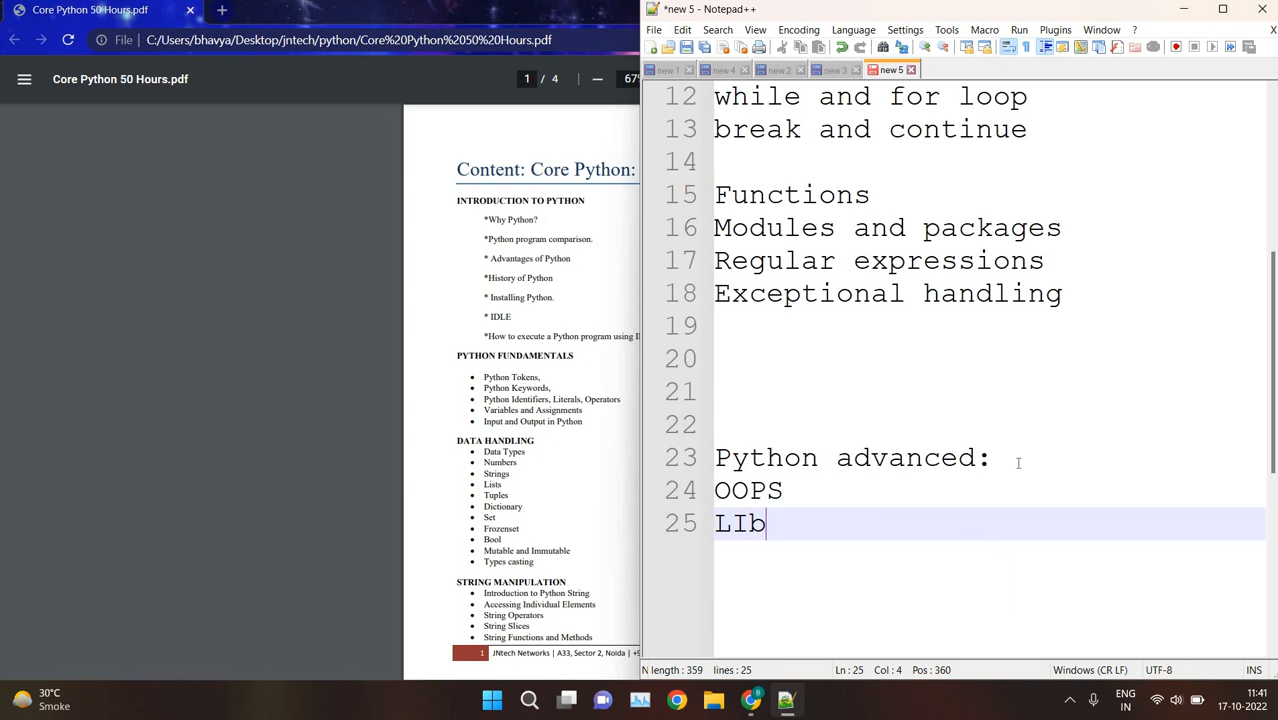 Core Python 50 Hours.pdf
File
C:/Users/bhavya/Desktop/jntech/python/Core%20Python%2050%20Hours.pdf
Core Python 50 Hours.pdf
1 / 4
67%
Content: Core Python:
INTRODUCTION TO PYTHON
*Why Python?
*Python program comparison.
* Advantages of Python
*History of Python
* Installing Python.
* IDLE
*How to execute a Python program using I
PYTHON FUNDAMENTALS
Python Tokens,
Python Keywords,
Python Identifiers, Literals, Operators
Variables and Assignments
Input and Output in Python
DATA HANDLING
Data Types
Numbers
Strings
Lists
Tuples
Dictionary
Set
Frozenset
Bool
Mutable and Immutable
Types casting
STRING MANIPULATION
Introduction to Python String
Accessing Individual Elements
String Operators
String Slices
String Functions and Methods
1 JNtech Networks | A33, Sector 2, Noida | +9
*new 5 - Notepad++
File Edit Search View Encoding Language Settings Tools Macro Run Plugins Window ?
new 1 new 4 new 2 new 3 new 5
12 while and for loop
13 break and continue
14
15 Functions
16 Modules and packages
17 Regular expressions
18 Exceptional handling
19
20
21
22
23 Python advanced:
24 OOPS
25 LIb
N length : 359 lines : 25 Ln : 25 Col : 4 Pos : 360 Windows (CR LF) UTF-8 INS
30°C
Smoke
ENG
IN
11:41
17-10-2022